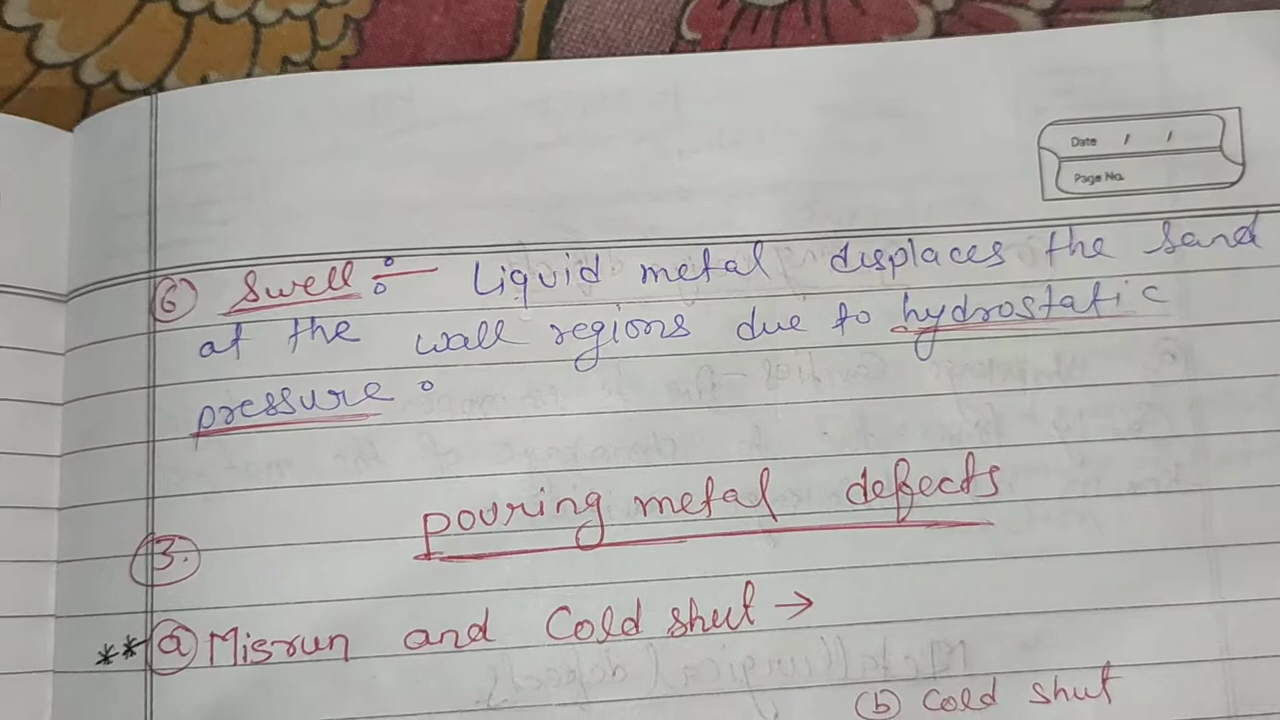 Date / /
Page No.
(6) Swell :- Liquid metal displaces the sand
at the wall regions due to hydrostatic
pressure.
3. pouring metal defects
** (a) Misrun and Cold shut →
(b) Cold shut